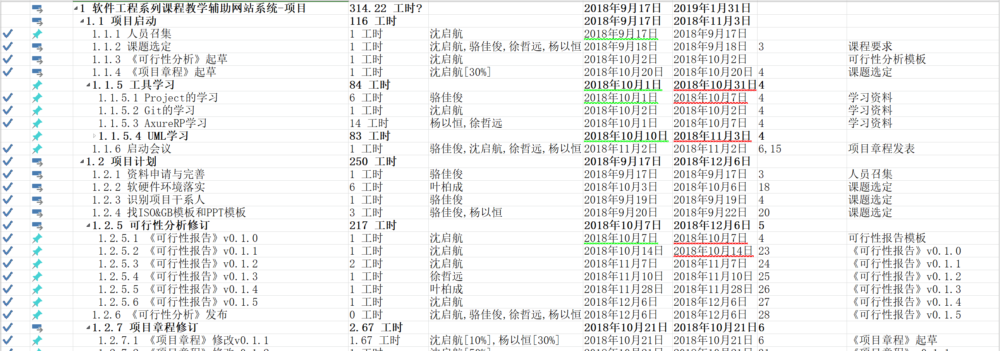 1 软件工程系列课程教学辅助网站系统-项目 314.22 工时? 2018年9月17日 2019年1月31日
1.1 项目启动 116 工时 2018年9月17日 2018年11月3日
1.1.1 人员召集 1 工时 沈启航 2018年9月17日 2018年9月17日
1.1.2 课题选定 1 工时 沈启航,骆佳俊,徐哲远,杨以恒 2018年9月18日 2018年9月18日 3 课程要求
1.1.3 《可行性分析》起草 1 工时 沈启航 2018年10月2日 2018年10月2日 可行性分析模板
1.1.4 《项目章程》起草 1 工时 沈启航[30%] 2018年10月20日 2018年10月20日 4 课题选定
1.1.5 工具学习 84 工时 2018年10月1日 2018年10月31日 4
1.1.5.1 Project的学习 6 工时 骆佳俊 2018年10月1日 2018年10月7日 4 学习资料
1.1.5.2 Git的学习 1 工时 沈启航 2018年10月2日 2018年10月2日 4 学习资料
1.1.5.3 AxureRP学习 14 工时 杨以恒,徐哲远 2018年10月1日 2018年10月7日 4 学习资料
1.1.5.4 UML学习 83 工时 2018年10月10日 2018年11月3日 4
1.1.6 启动会议 1 工时 骆佳俊,沈启航,徐哲远,杨以恒 2018年11月2日 2018年11月2日 6,15 项目章程发表
1.2 项目计划 250 工时 2018年9月17日 2018年12月6日
1.2.1 资料申请与完善 1 工时 骆佳俊 2018年9月17日 2018年9月17日 3 人员召集
1.2.2 软硬件环境落实 6 工时 叶柏成 2018年10月3日 2018年10月6日 18 课题选定
1.2.3 识别项目干系人 1 工时 骆佳俊 2018年9月19日 2018年9月19日 4 课题选定
1.2.4 找ISO&GB模板和PPT模板 3 工时 骆佳俊,杨以恒 2018年9月20日 2018年9月22日 20 课题选定
1.2.5 可行性分析修订 217 工时 2018年10月7日 2018年12月6日 5
1.2.5.1 《可行性报告》v0.1.0 1 工时 沈启航 2018年10月7日 2018年10月7日 4 可行性报告模板
1.2.5.2 《可行性报告》v0.1.1 1 工时 沈启航 2018年10月14日 2018年10月14日 23 《可行性报告》v0.1.0
1.2.5.3 《可行性报告》v0.1.2 2 工时 沈启航 2018年11月7日 2018年11月7日 24 《可行性报告》v0.1.1
1.2.5.4 《可行性报告》v0.1.3 1 工时 徐哲远 2018年11月10日 2018年11月10日 25 《可行性报告》v0.1.2
1.2.5.5 《可行性报告》v0.1.4 1 工时 叶柏成 2018年11月28日 2018年11月28日 26 《可行性报告》v0.1.3
1.2.5.6 《可行性报告》v0.1.5 1 工时 沈启航 2018年12月6日 2018年12月6日 27 《可行性报告》v0.1.4
1.2.6 《可行性分析》发布 0 工时 沈启航,骆佳俊,徐哲远,杨以恒 2018年12月6日 2018年12月6日 28 《可行性报告》v0.1.5
1.2.7 项目章程修订 2.67 工时 2018年10月21日 2018年10月21日 6
1.2.7.1 《项目章程》修改v0.1.1 1.67 工时 沈启航[10%],杨以恒[30%] 2018年10月21日 2018年10月21日 6 《项目章程》起草